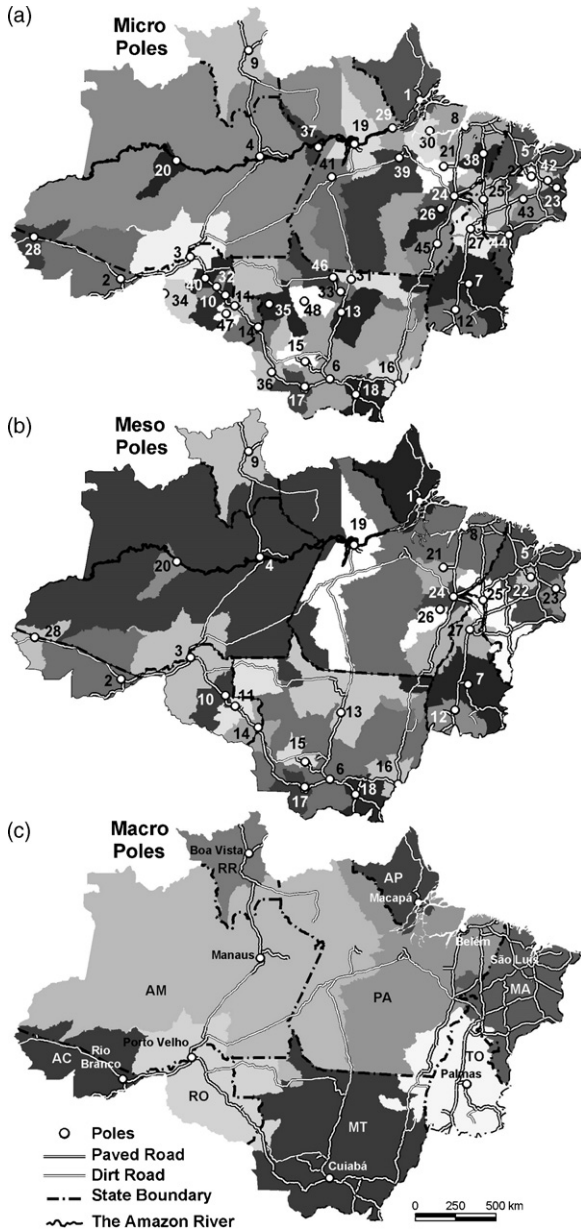 (a)
Micro
Poles
9
1
29
8
30
37
19
4
20
41
39
21
38
5
22
42
24
25
23
26
43
28
3
45
27
44
2
40
32
46
31
7
34
10
11
33
35
48
13
12
47
14
15
36
6
16
17
18
(b)
Meso
Poles
9
1
19
8
4
20
21
5
24
25
22
23
26
28
27
3
2
7
10
11
13
12
14
15
6
16
17
18
(c)
Macro
Poles
Boa Vista
RR
AP
Macapá
Belém
Manaus
São Luís
AM
PA
MA
Porto Velho
TO
AC
Rio
Branco
Palmas
RO
MT
Cuiabá
Poles
Paved Road
Dirt Road
State Boundary
The Amazon River
0 250 500 km